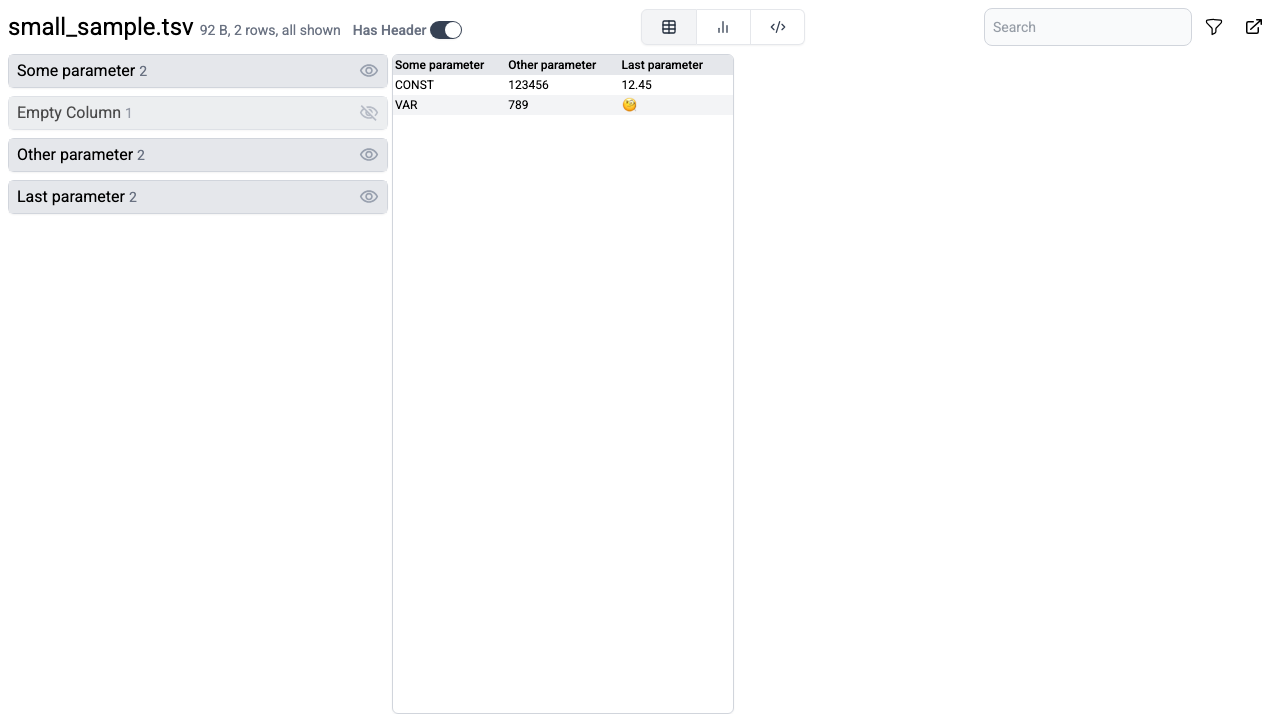 small_sample.tsv 92 B, 2 rows, all shown Has Header
Search
Some parameter 2
Empty Column 1
Other parameter 2
Last parameter 2
Some parameter Other parameter Last parameter
CONST 123456 12.45
VAR 789 🧐